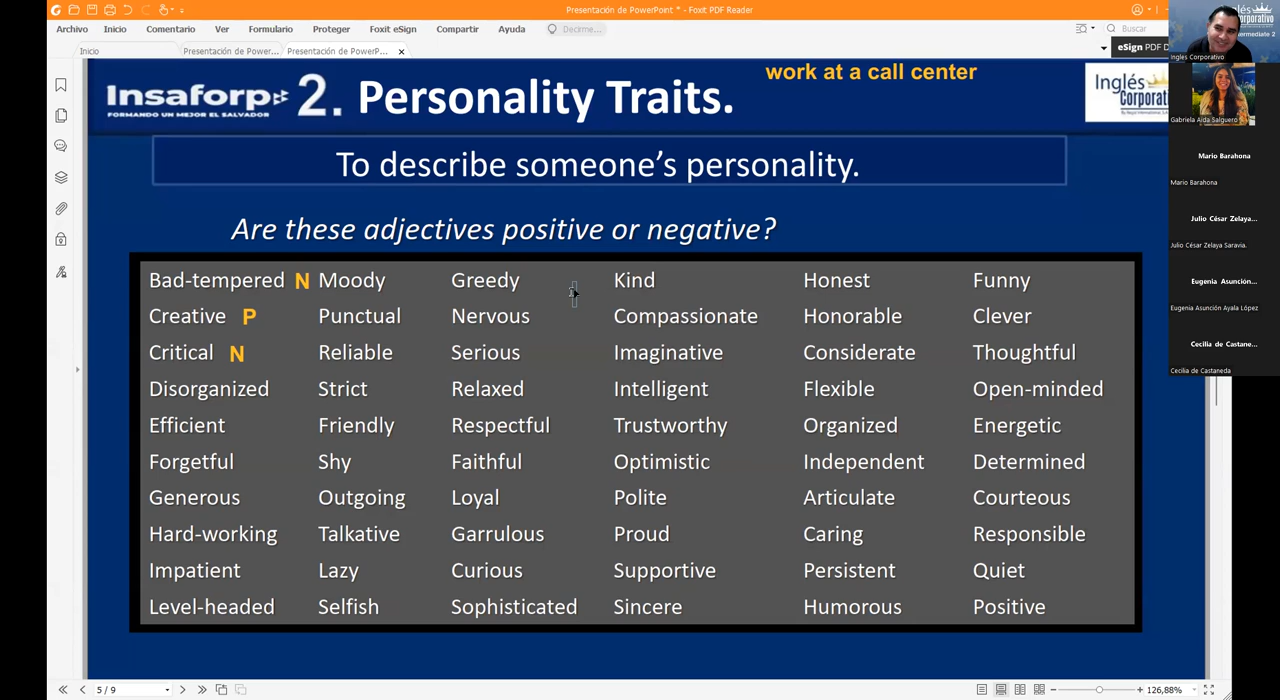 Presentación de PowerPoint * - Foxit PDF Reader
Archivo Inicio Comentario Ver Formulario Proteger Foxit eSign Compartir Ayuda Decirme... Buscar
Inicio Presentación de Power... Presentación de PowerP... eSign PDF D
Insaforp
FORMANDO UN MEJOR EL SALVADOR
2. Personality Traits.
work at a call center
Inglés
Corporati
To describe someone's personality.
Are these adjectives positive or negative?
Bad-tempered N Moody Greedy Kind Honest Funny
Creative P Punctual Nervous Compassionate Honorable Clever
Critical N Reliable Serious Imaginative Considerate Thoughtful
Disorganized Strict Relaxed Intelligent Flexible Open-minded
Efficient Friendly Respectful Trustworthy Organized Energetic
Forgetful Shy Faithful Optimistic Independent Determined
Generous Outgoing Loyal Polite Articulate Courteous
Hard-working Talkative Garrulous Proud Caring Responsible
Impatient Lazy Curious Supportive Persistent Quiet
Level-headed Selfish Sophisticated Sincere Humorous Positive
5 / 9
126,88%
Inglés Corporativo
Gabriela Aida Salguero
Mario Barahona
Mario Barahona
Julio César Zelaya...
Julio César Zelaya Saravia.
Eugenia Asunción...
Eugenia Asunción Ayala López
Cecilia de Castane...
Cecilia de Castaneda